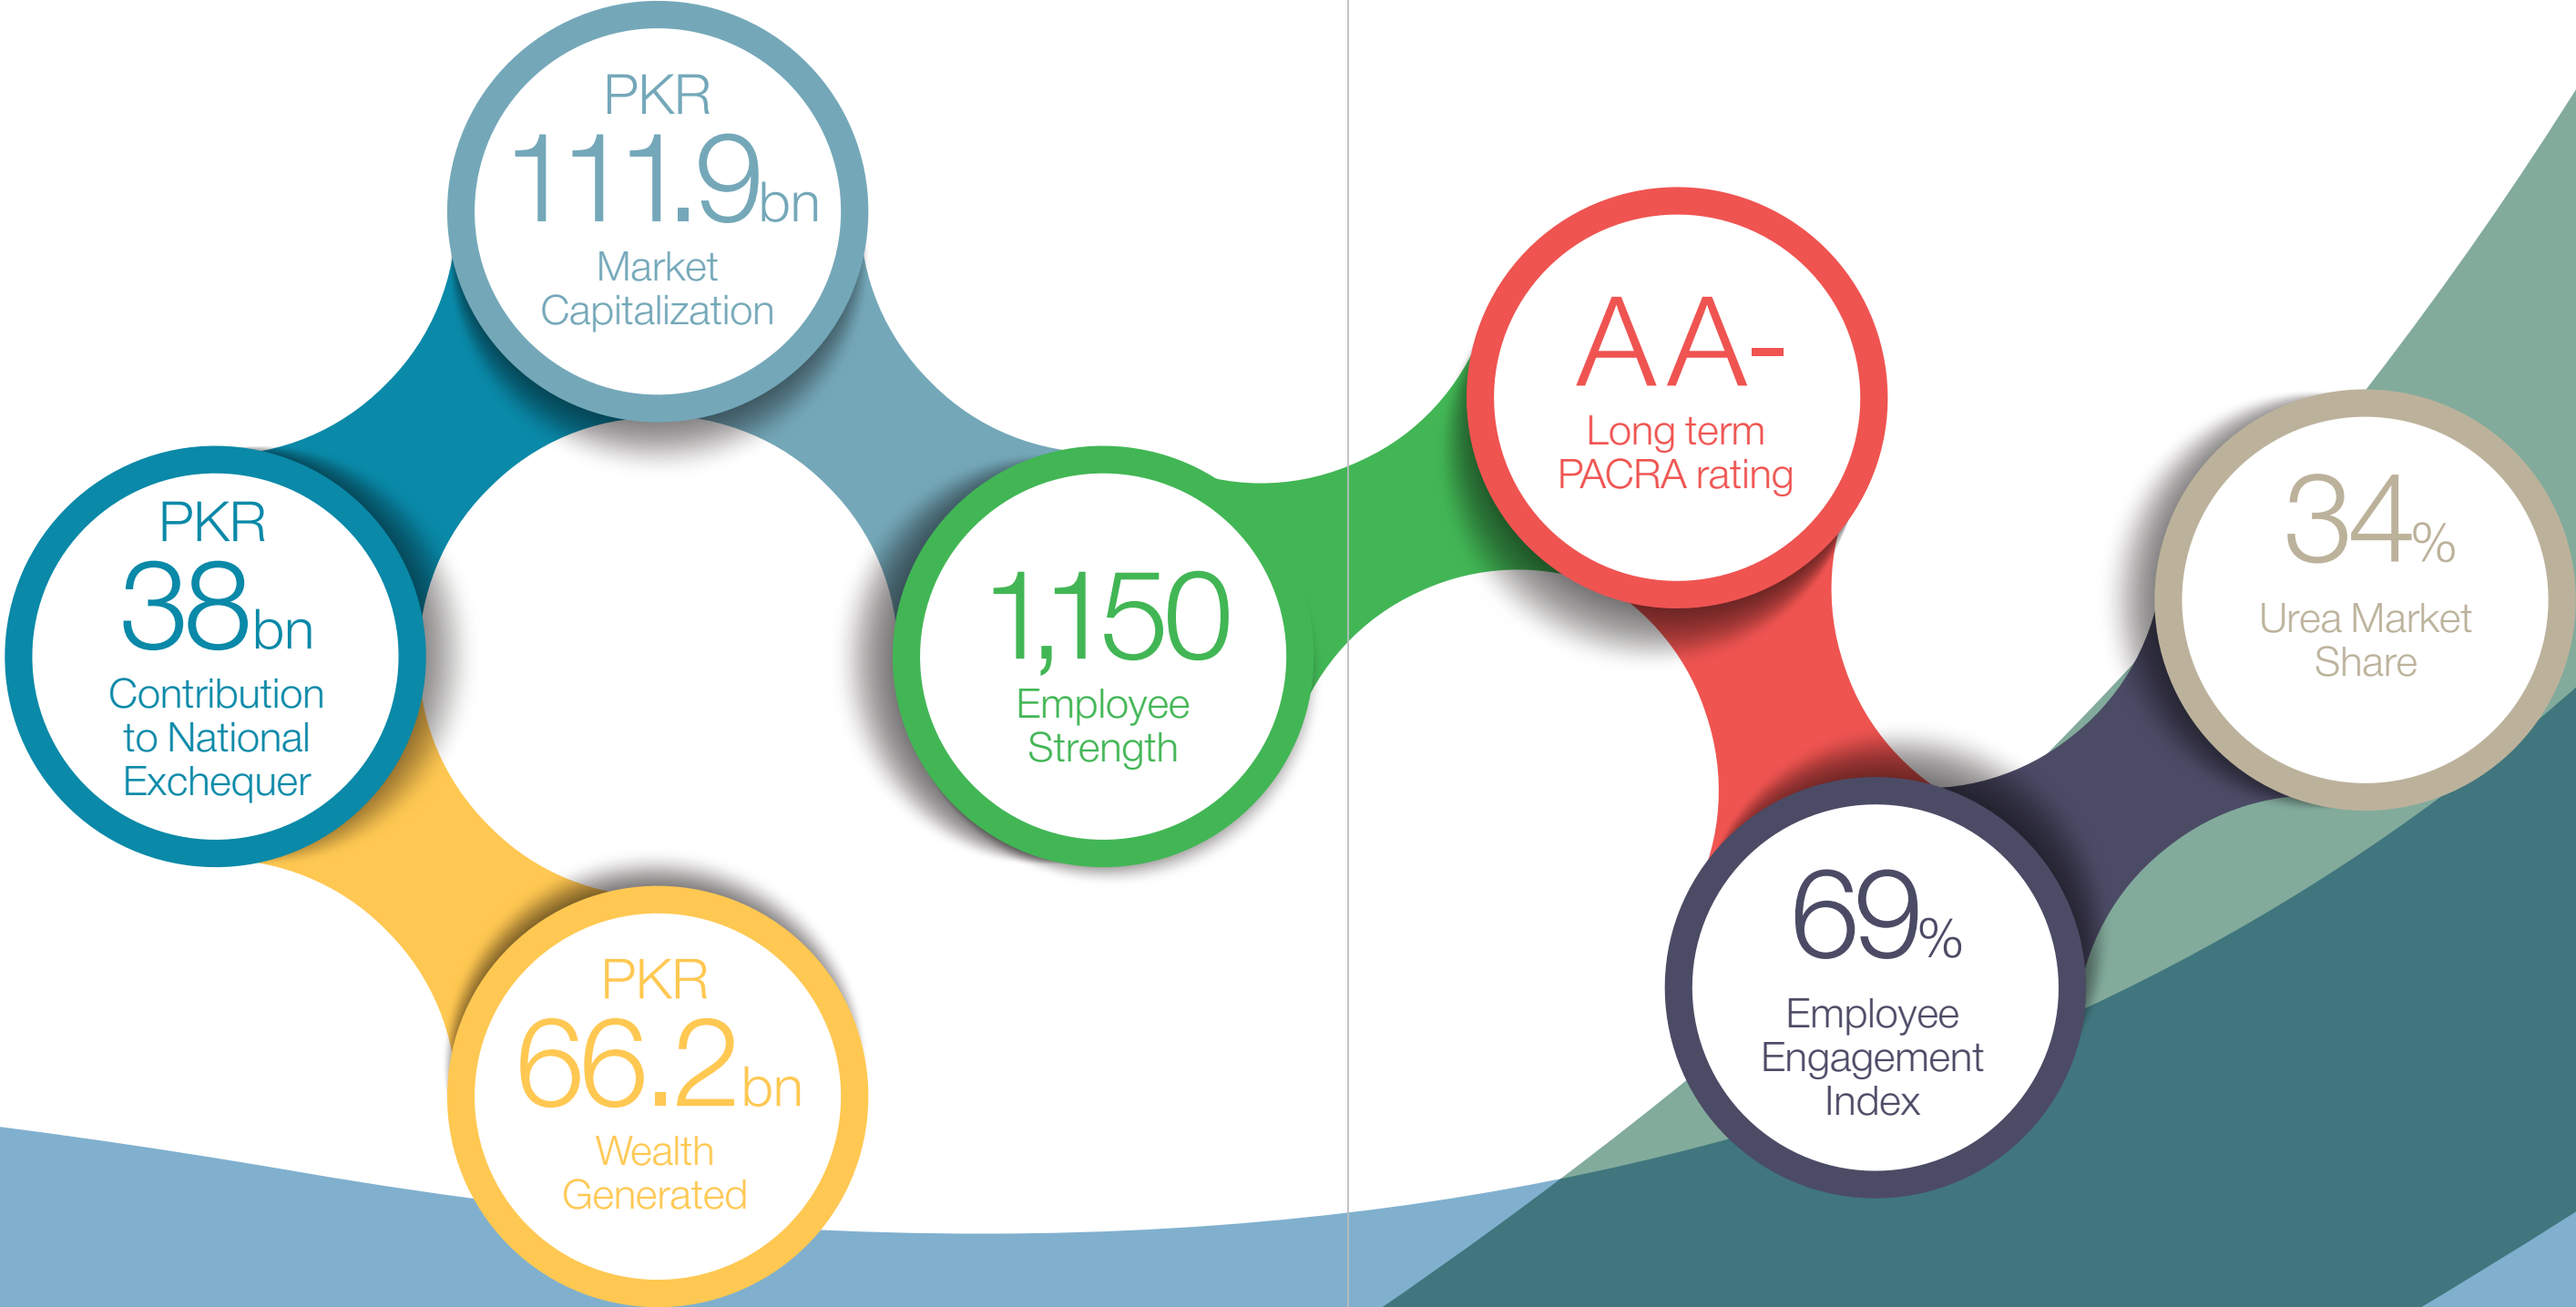 PKR
111.9bn
Market
Capitalization
PKR
38bn
Contribution
to National
Exchequer
PKR
66.2bn
Wealth
Generated
1,150
Employee
Strength
AA-
Long term
PACRA rating
69%
Employee
Engagement
Index
34%
Urea Market
Share